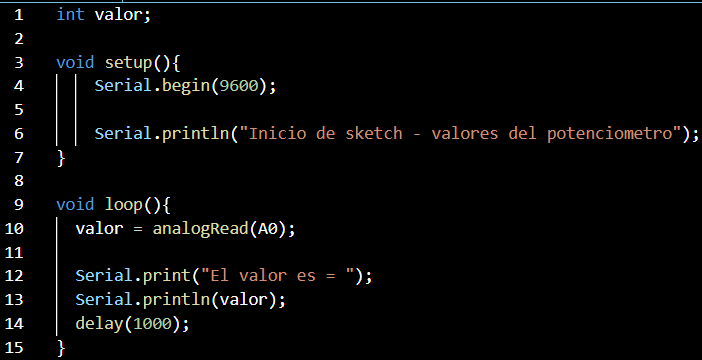 1 int valor;
2
3 void setup(){
4 Serial.begin(9600);
5
6 Serial.println("Inicio de sketch - valores del potenciometro");
7 }
8
9 void loop(){
10 valor = analogRead(A0);
11
12 Serial.print("El valor es = ");
13 Serial.println(valor);
14 delay(1000);
15 }